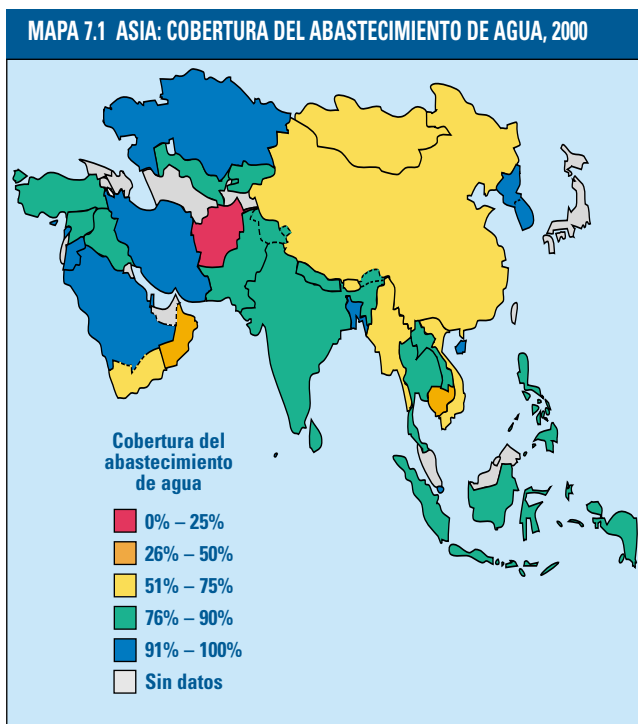 MAPA 7.1 ASIA: COBERTURA DEL ABASTECIMIENTO DE AGUA, 2000
Cobertura del
abastecimiento
de agua
0% – 25%
26% – 50%
51% – 75%
76% – 90%
91% – 100%
Sin datos